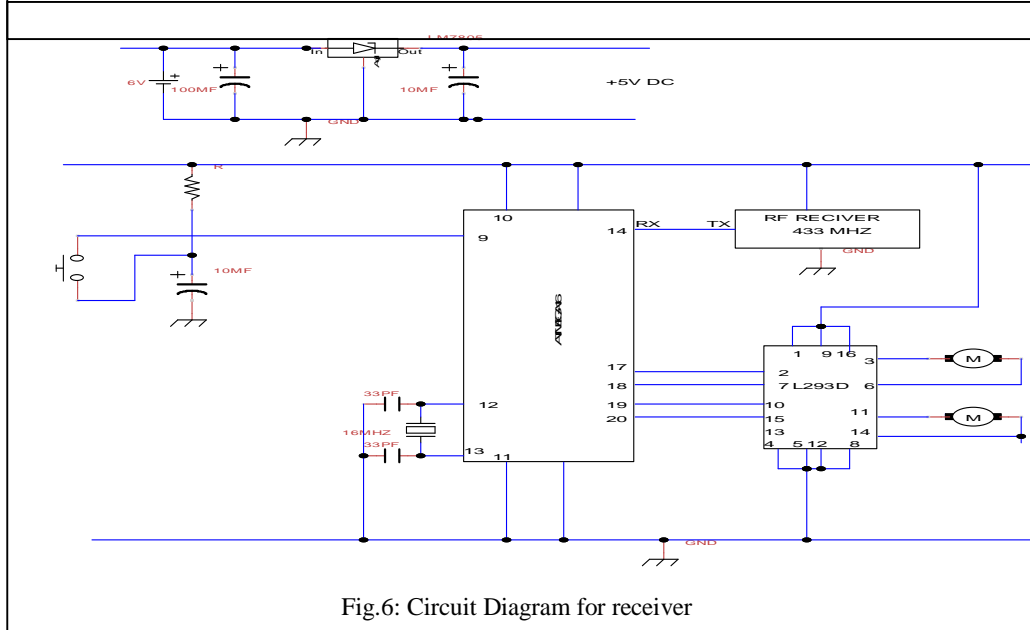 In
Out
6V
100MF
10MF
+5V DC
GND
R
10
9
14
RX
TX
RF RECIVER
433 MHZ
GND
10MF
1
9
16
3
17
2
18
7
L293D
6
19
10
20
15
11
13
14
4
5
12
8
33PF
12
16MHZ
33PF
13
11
M
M
GND
Fig.6: Circuit Diagram for receiver